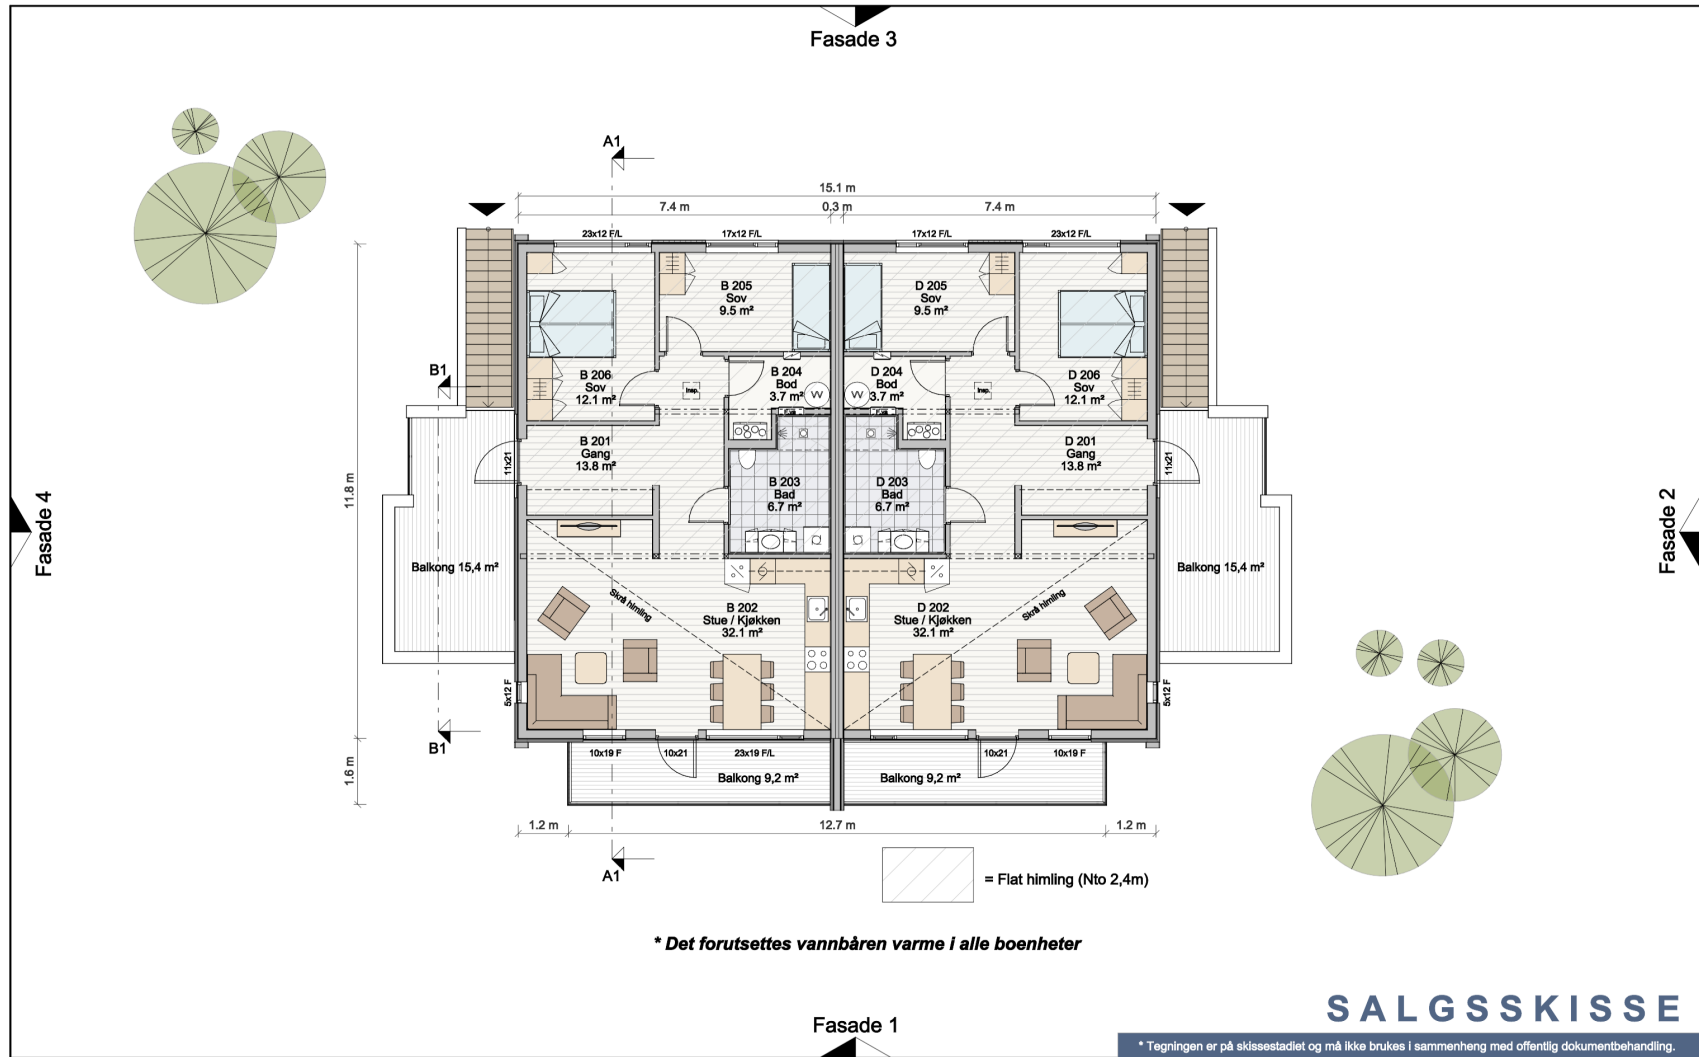 Fasade 3
A1
15.1 m
7.4 m
0.3 m
7.4 m
23x12 F/L
17x12 F/L
17x12 F/L
23x12 F/L
B 205
Sov
9.5 m²
D 205
Sov
9.5 m²
B1
B 206
Sov
12.1 m²
Insp.
B 204
Bod
3.7 m²
W
W
D 204
Bod
3.7 m²
Insp.
D 206
Sov
12.1 m²
B 201
Gang
13.8 m²
D 201
Gang
13.8 m²
11x21
11x21
11.8 m
B 203
Bad
6.7 m²
D 203
Bad
6.7 m²
Fasade 4
Fasade 2
Balkong 15,4 m²
Balkong 15,4 m²
Skrå himling
Skrå himling
B 202
Stue / Kjøkken
32.1 m²
D 202
Stue / Kjøkken
32.1 m²
5x12 F
5x12 F
B1
10x19 F
10x21
23x19 F/L
10x21
10x19 F
1.6 m
Balkong 9,2 m²
Balkong 9,2 m²
1.2 m
12.7 m
1.2 m
A1
= Flat himling (Nto 2,4m)
* Det forutsettes vannbåren varme i alle boenheter
SALGSSKISSE
Fasade 1
* Tegningen er på skissestadiet og må ikke brukes i sammenheng med offentlig dokumentbehandling.